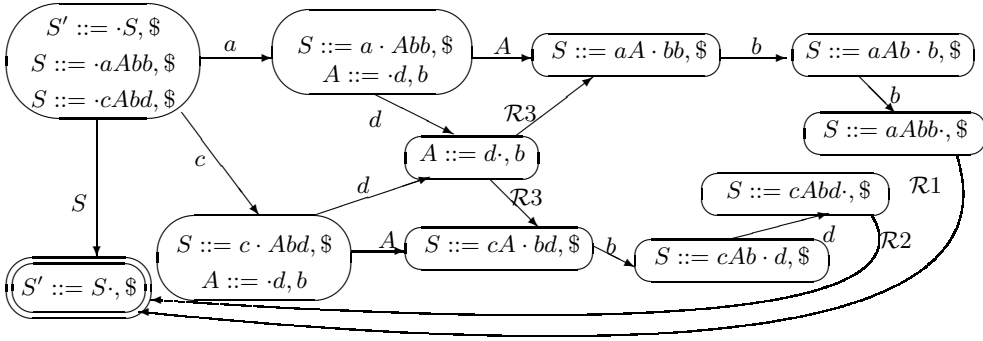 S′ ::= ·S, $
S ::= ·aAbb, $
S ::= ·cAbd, $
a
S ::= a · Abb, $
A ::= ·d, b
A
S ::= aA · bb, $
b
S ::= aAb · b, $
b
S ::= aAbb·, $
d
R3
A ::= d·, b
c
d
R3
S
S ::= c · Abd, $
A ::= ·d, b
A
S ::= cA · bd, $
b
S ::= cAb · d, $
d
S ::= cAbd·, $
R1
R2
S′ ::= S·, $